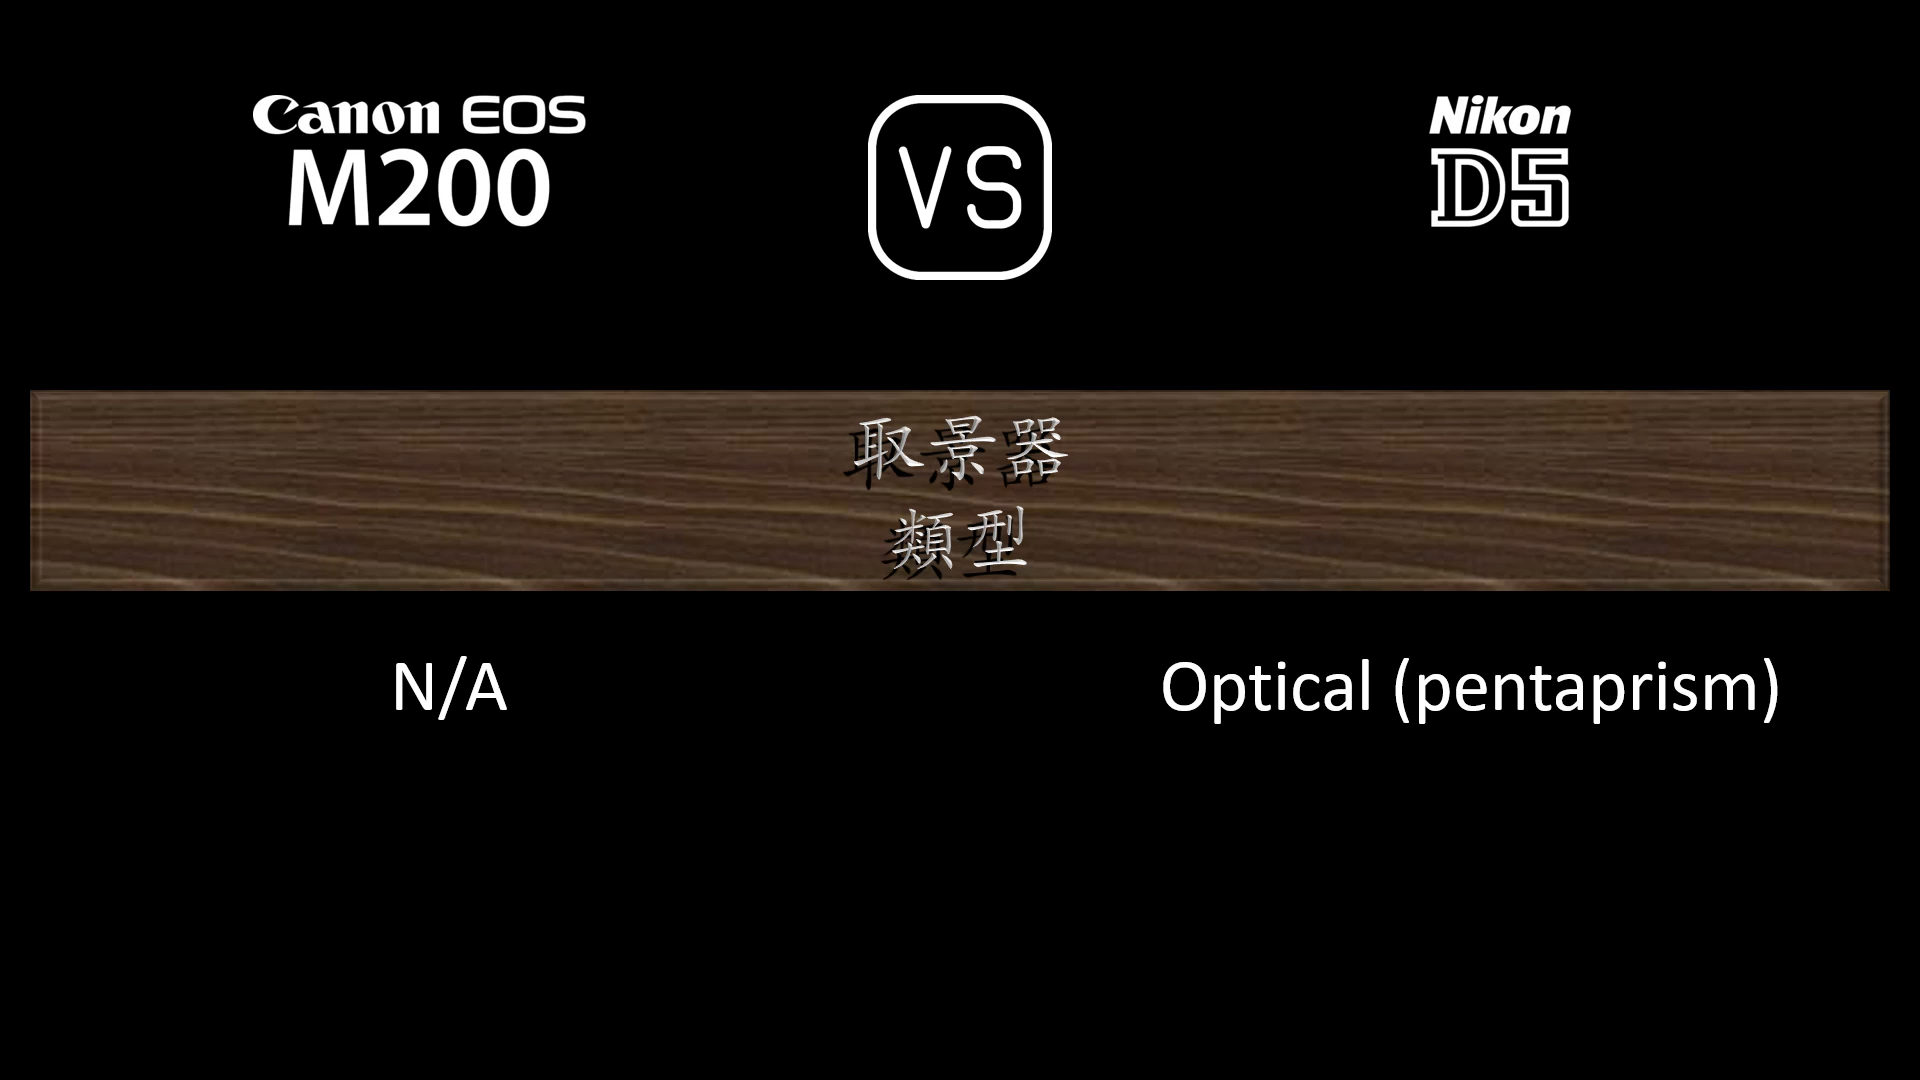 Canon EOS
M200
VS
Nikon
D5
取景器
類型
N/A
Optical (pentaprism)